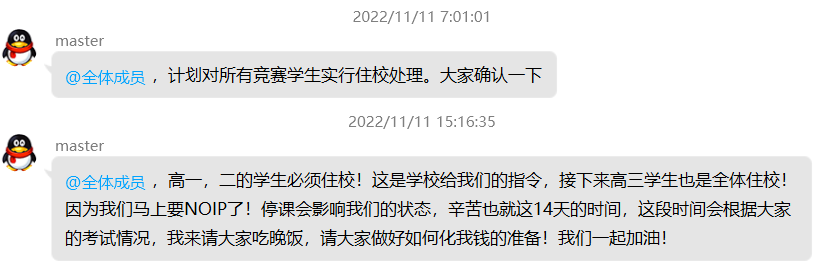 2022/11/11 7:01:01
master
@全体成员 ，计划对所有竞赛学生实行住校处理。大家确认一下
2022/11/11 15:16:35
master
@全体成员 ，高一，二的学生必须住校！这是学校给我们的指令，接下来高三学生也是全体住校！
因为我们马上要NOIP了！停课会影响我们的状态，辛苦也就这14天的时间，这段时间会根据大家
的考试情况，我来请大家吃晚饭，请大家做好如何化我钱的准备！我们一起加油！